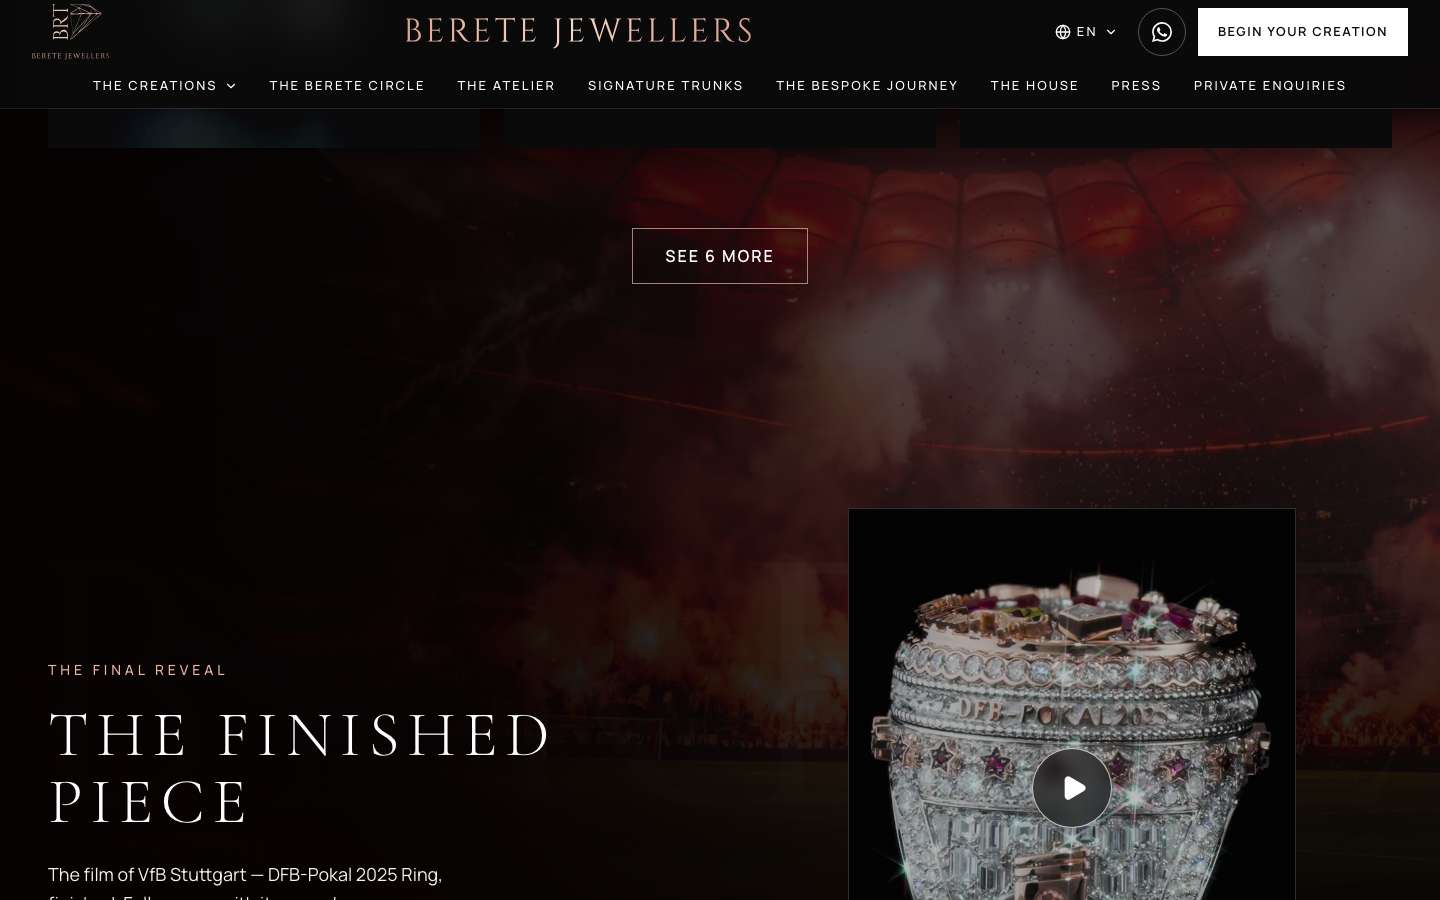 BRT
BERETE JEWELLERS
BERETE JEWELLERS
EN
BEGIN YOUR CREATION
THE CREATIONS
THE BERETE CIRCLE
THE ATELIER
SIGNATURE TRUNKS
THE BESPOKE JOURNEY
THE HOUSE
PRESS
PRIVATE ENQUIRIES
SEE 6 MORE
THE FINAL REVEAL
THE FINISHED
PIECE
DFB POKAL
The film of VfB Stuttgart — DFB-Pokal 2025 Ring,